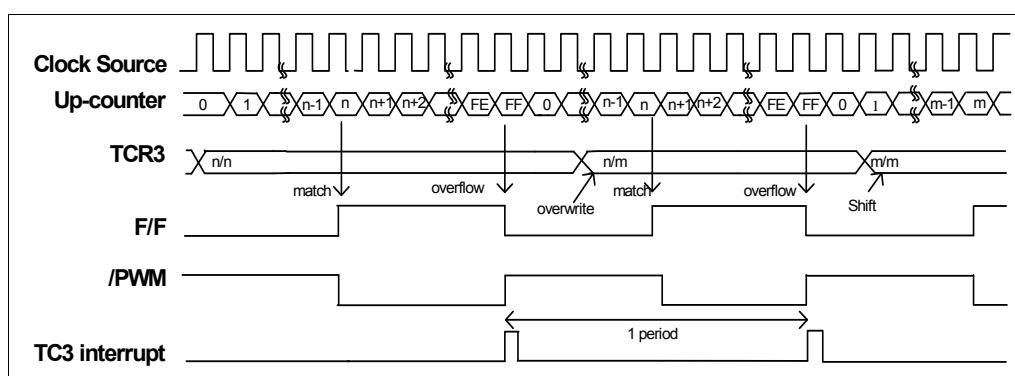 Clock Source
Up-counter 0 1 n-1 n n+1 n+2 FE FF 0 n-1 n n+1 n+2 FE FF 0 1 m-1 m
TCR3 n/n n/m m/m
match overflow overwrite match overflow Shift
F/F
/PWM
1 period
TC3 interrupt